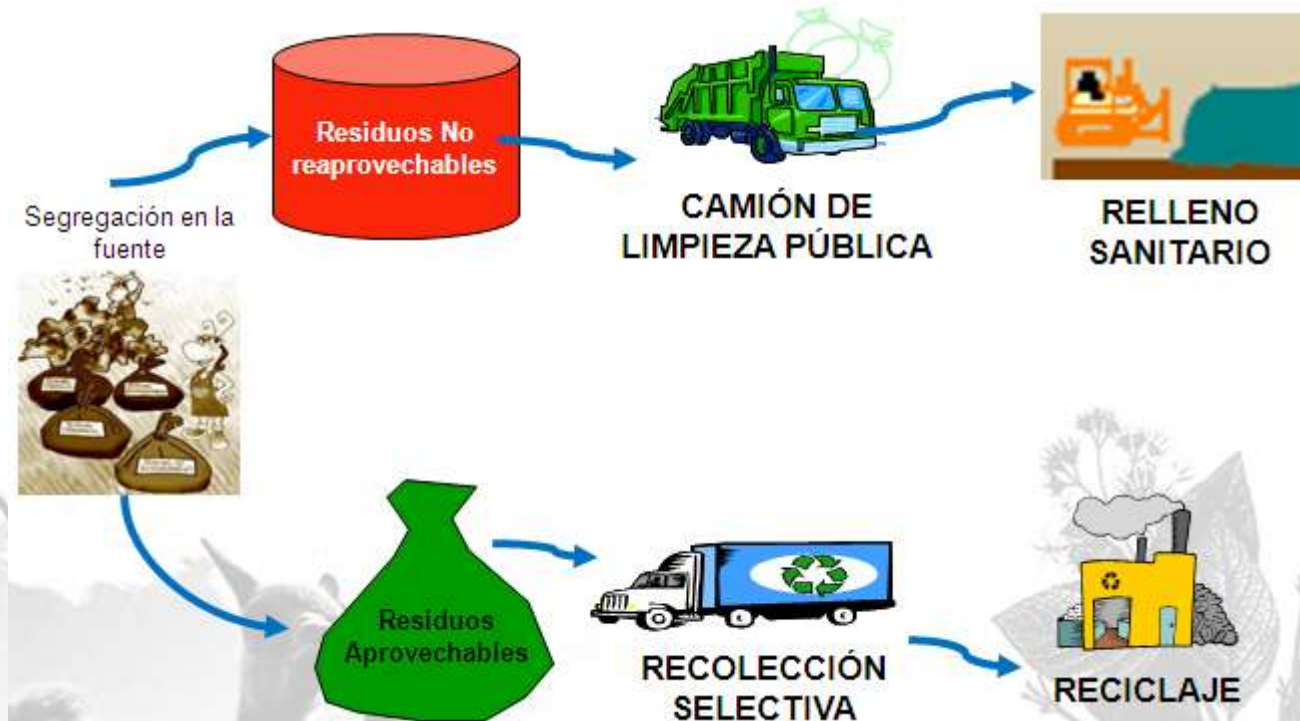 Residuos No
reaprovechables
CAMIÓN DE
LIMPIEZA PÚBLICA
RELLENO
SANITARIO
Segregación en la
fuente
Residuos
Aprovechables
RECOLECCIÓN
SELECTIVA
RECICLAJE